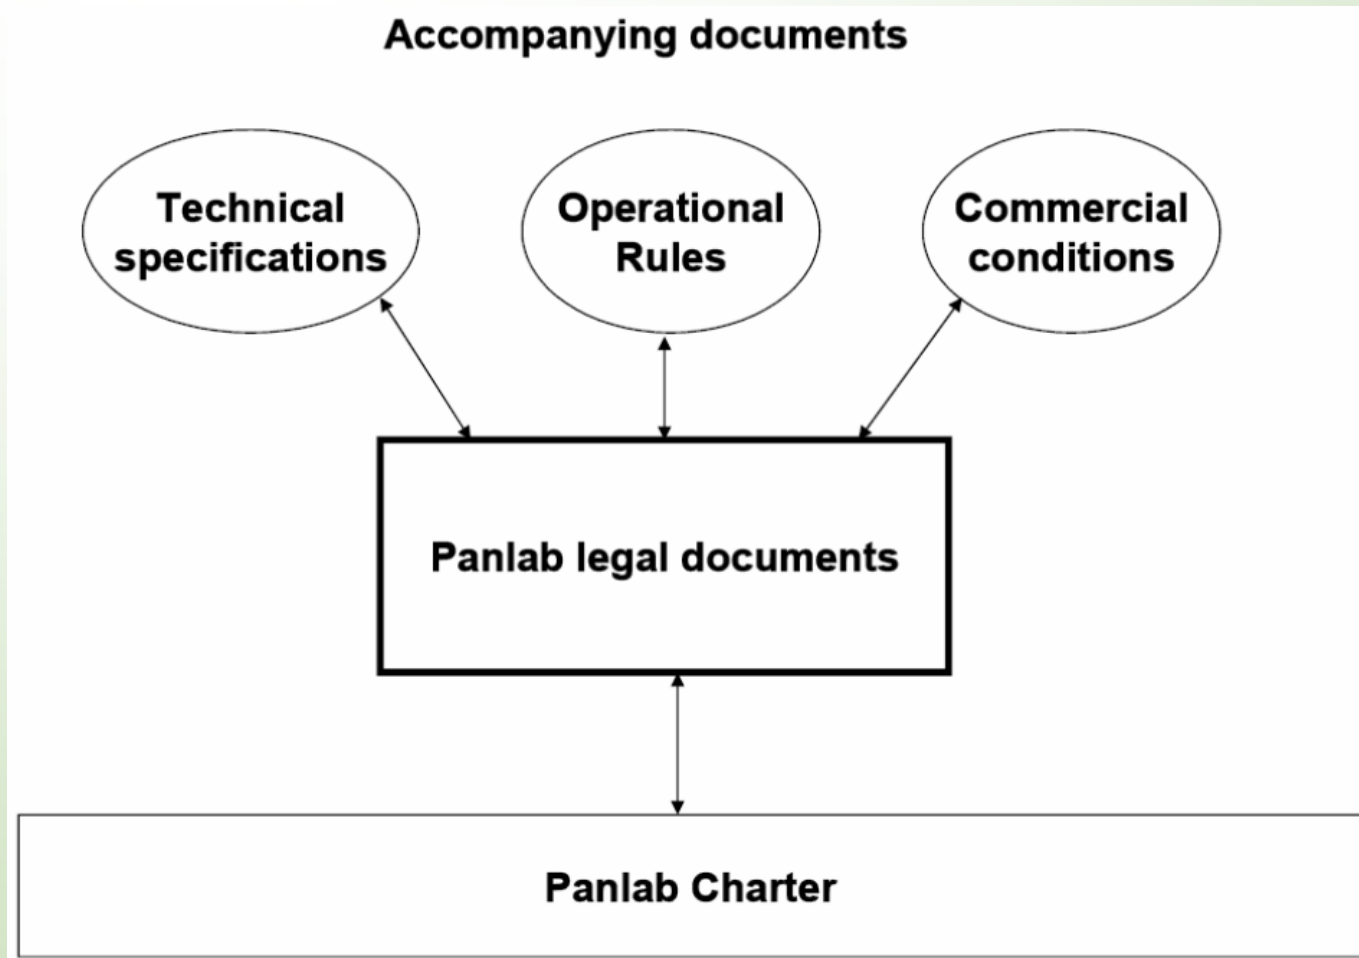 Accompanying documents
Technical
specifications
Operational
Rules
Commercial
conditions
Panlab legal documents
Panlab Charter